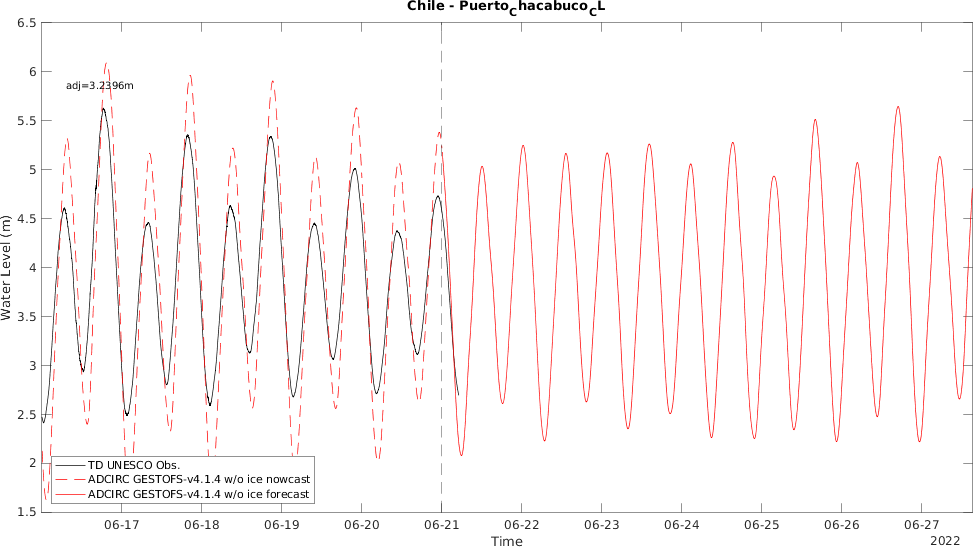 Chile - Puerto_Chacabuco_CL
6.5
6
5.5
5
4.5
4
3.5
3
2.5
2
1.5
Water Level (m)
adj=3.2396m
TD UNESCO Obs.
ADCIRC GESTOFS-v4.1.4 w/o ice nowcast
ADCIRC GESTOFS-v4.1.4 w/o ice forecast
06-17 06-18 06-19 06-20 06-21 06-22 06-23 06-24 06-25 06-26 06-27
Time
2022